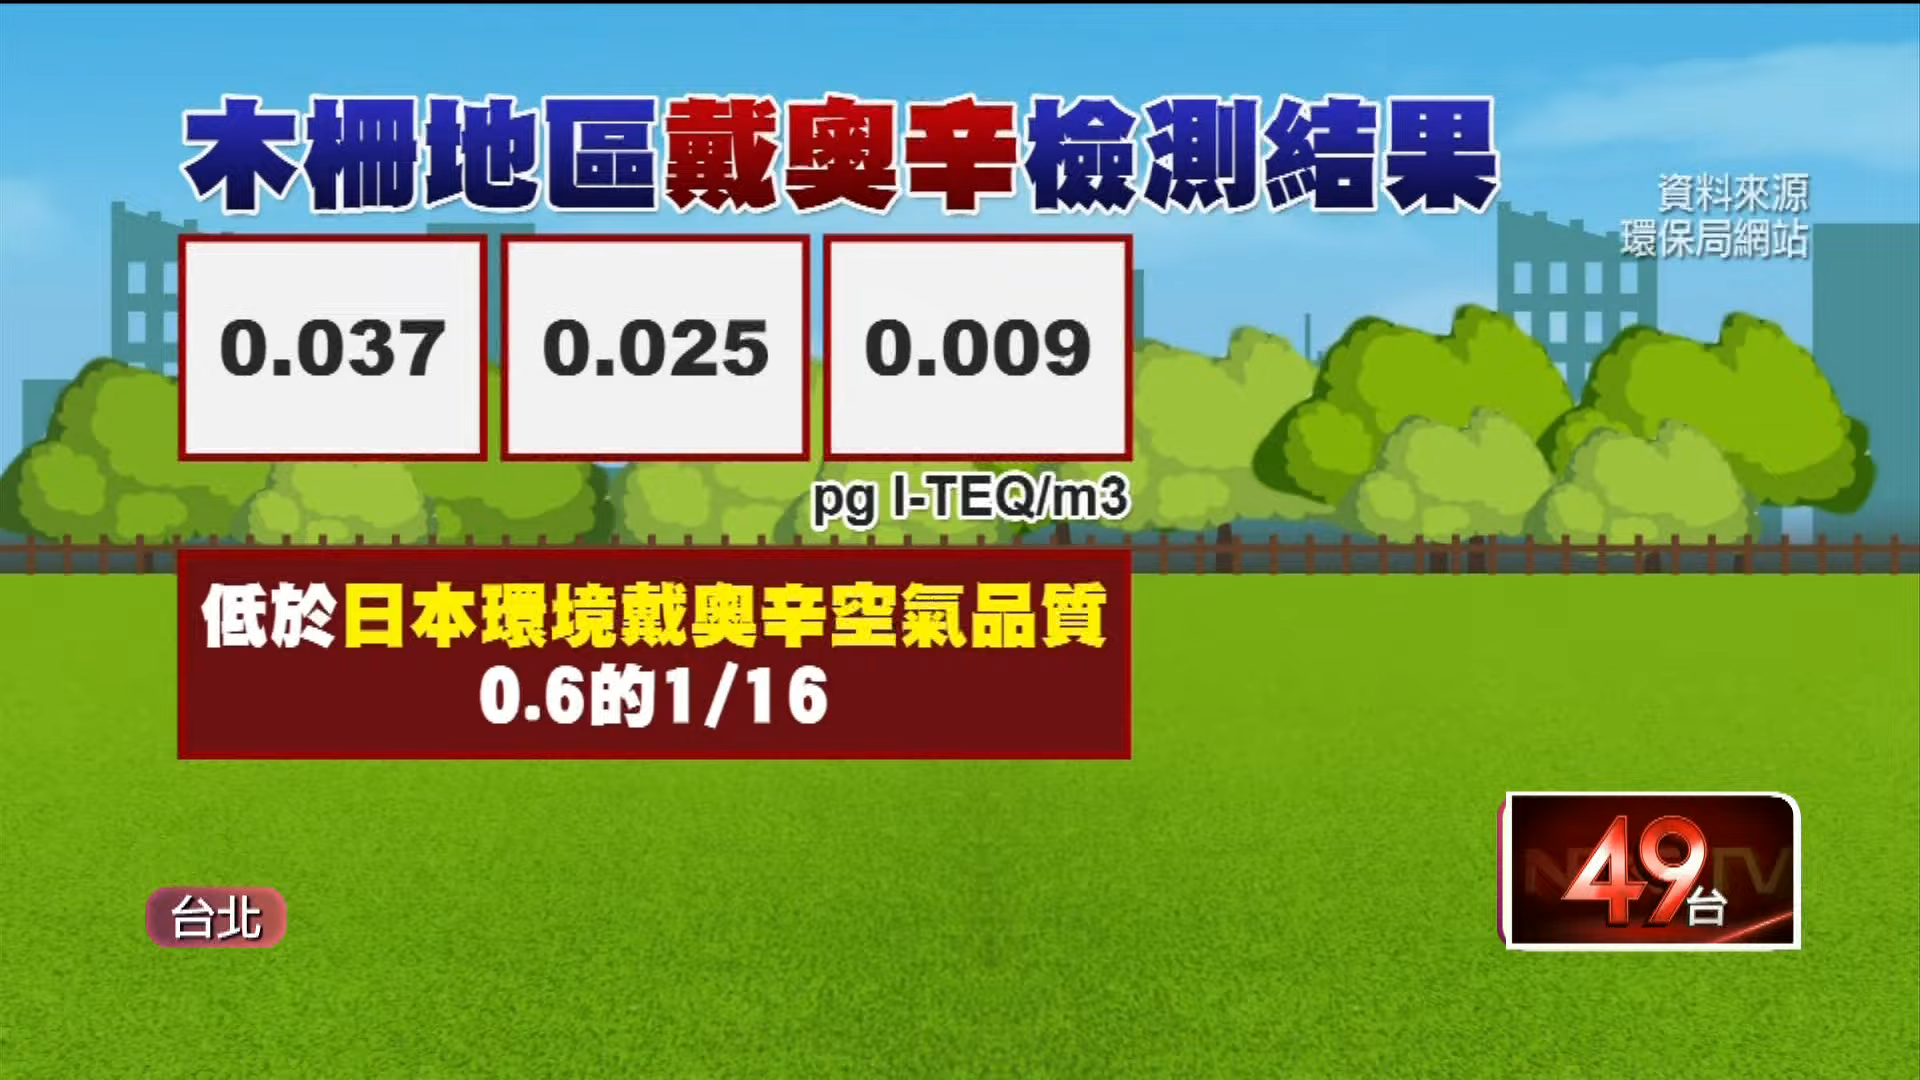 木柵地區戴奧辛檢測結果
資料來源
環保局網站
0.037 0.025 0.009
pg I-TEQ/m3
低於日本環境戴奧辛空氣品質
0.6的1/16
台北
49台